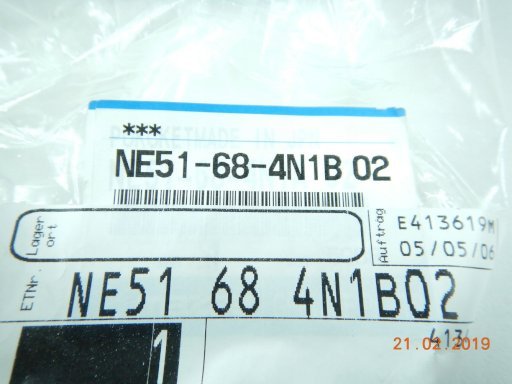 ***
NE51-68-4N1B 02
Lager
ort
Auftrag
E413619M
05/05/06
ETNr.
NE51 68 4N1B02
1
413
21.02.2019